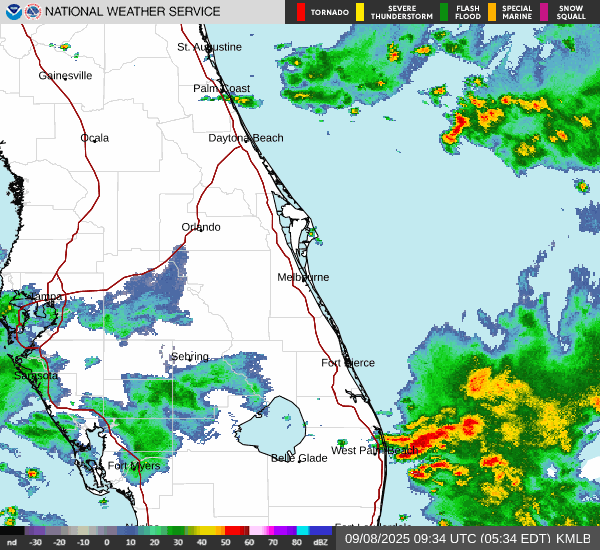 NATIONAL WEATHER SERVICE
TORNADO
SEVERE THUNDERSTORM
FLASH FLOOD
SPECIAL MARINE
SNOW SQUALL
St. Augustine
Gainesville
Palm Coast
Ocala
Daytona Beach
Orlando
Melbourne
Tampa
Sebring
Fort Pierce
Sarasota
West Palm Beach
Belle Glade
Fort Myers
nd -30 -20 -10 0 10 20 30 40 50 60 70 80 dBZ
09/08/2025 09:34 UTC (05:34 EDT) KMLB